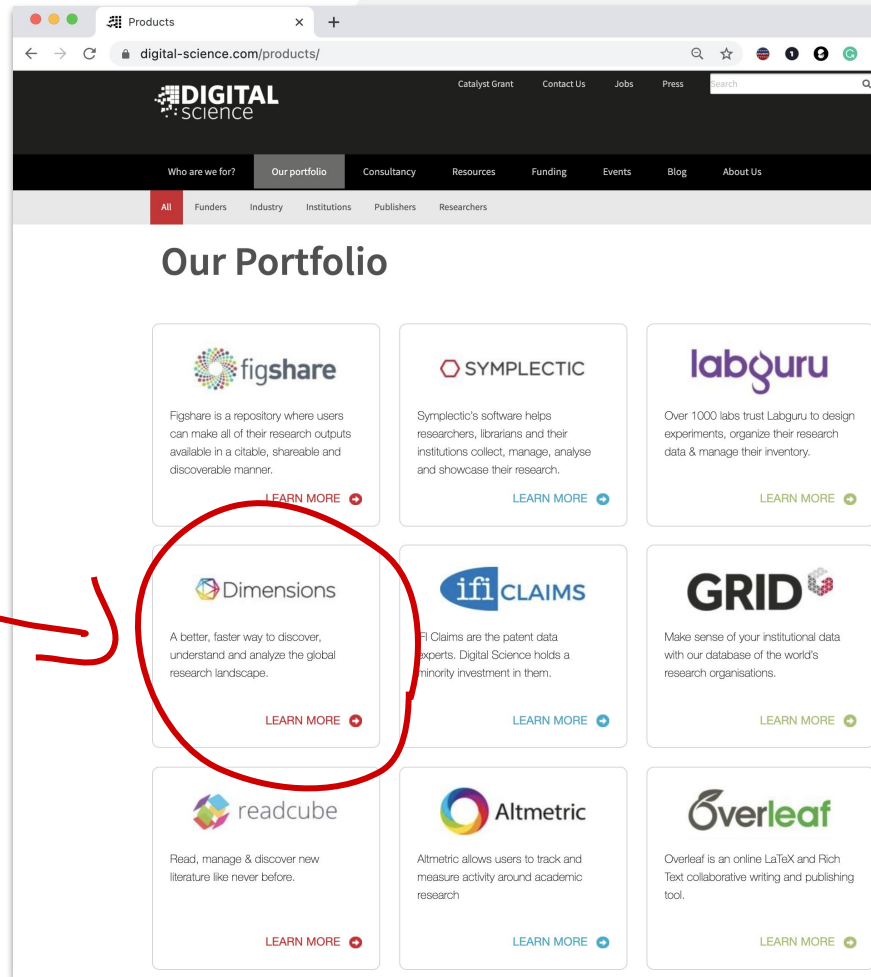 Products
digital-science.com/products/
DIGITAL
science
Catalyst Grant Contact Us Jobs Press Search
Who are we for? Our portfolio Consultancy Resources Funding Events Blog About Us
All Funders Industry Institutions Publishers Researchers
Our Portfolio
figshare
Figshare is a repository where users
can make all of their research outputs
available in a citable, shareable and
discoverable manner.
LEARN MORE
SYMPLECTIC
Symplectic's software helps
researchers, librarians and their
institutions collect, manage, analyse
and showcase their research.
LEARN MORE
labguru
Over 1000 labs trust Labguru to design
experiments, organize their research
data & manage their inventory.
LEARN MORE
Dimensions
A better, faster way to discover,
understand and analyze the global
research landscape.
LEARN MORE
ifi CLAIMS
IFI Claims are the patent data
experts. Digital Science holds a
minority investment in them.
LEARN MORE
GRID
Make sense of your institutional data
with our database of the world's
research organisations.
LEARN MORE
readcube
Read, manage & discover new
literature like never before.
LEARN MORE
Altmetric
Altmetric allows users to track and
measure activity around academic
research
LEARN MORE
Overleaf
Overleaf is an online LaTeX and Rich
Text collaborative writing and publishing
tool.
LEARN MORE